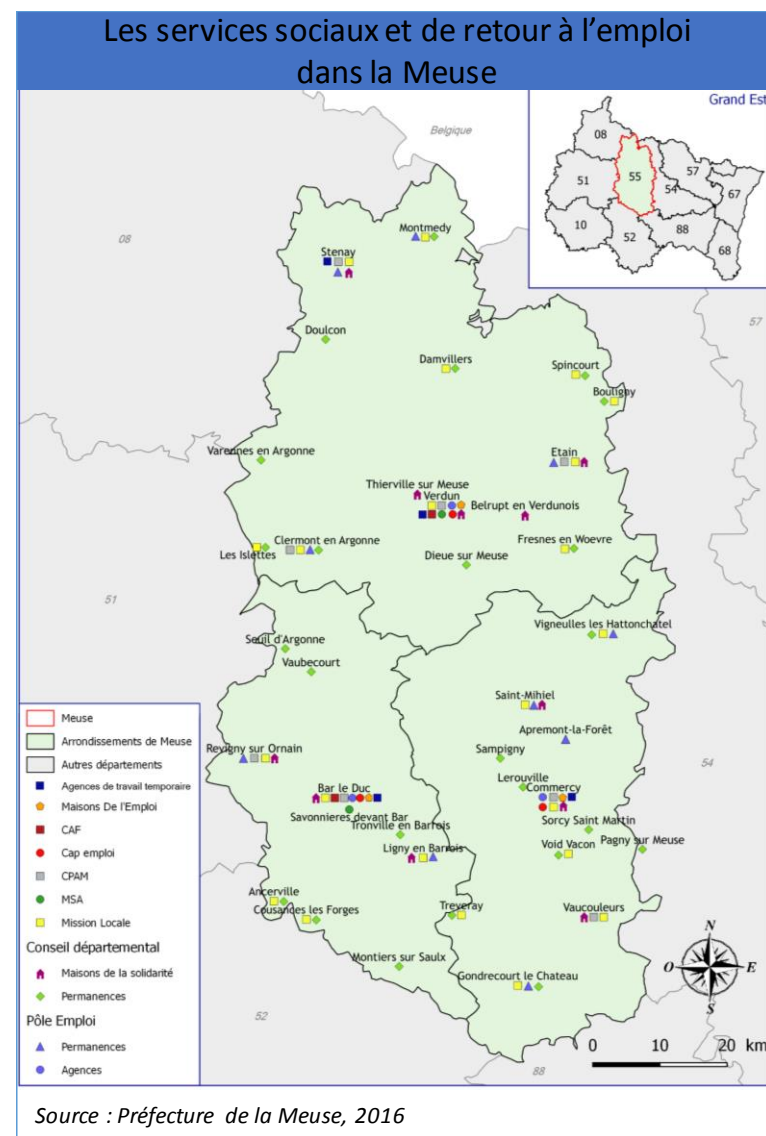 Les services sociaux et de retour à l'emploi
dans la Meuse
Grand Est
08
55
57
51
54
67
10
52
88
68
Belgique
08
57
Montmedy
Stenay
Doulcon
Damvillers
Spincourt
Bouligny
Varennes en Argonne
Etain
Thierville sur Meuse
Verdun
Belrupt en Verdunois
Clermont en Argonne
Les Islettes
Dieue sur Meuse
Fresnes en Woevre
51
Seuil d'Argonne
Vaubecourt
Vigneulles les Hattonchatel
Saint-Mihiel
Apremont-la-Forêt
Revigny sur Ornain
Sampigny
54
Bar le Duc
Lerouville
Commercy
Savonnieres devant Bar
Tronville en Barrois
Sorcy Saint Martin
Ligny en Barrois
Void Vacon
Pagny sur Meuse
Ancerville
Cousances les Forges
Treveray
Vaucouleurs
Montiers sur Saulx
Gondrecourt le Chateau
52
88
Meuse
Arrondissements de Meuse
Autres départements
Agences de travail temporaire
Maisons De l'Emploi
CAF
Cap emploi
CPAM
MSA
Mission Locale
Conseil départemental
Maisons de la solidarité
Permanences
Pôle Emploi
Permanences
Agences
N
O
E
S
0 10 20 km
Source : Préfecture de la Meuse, 2016